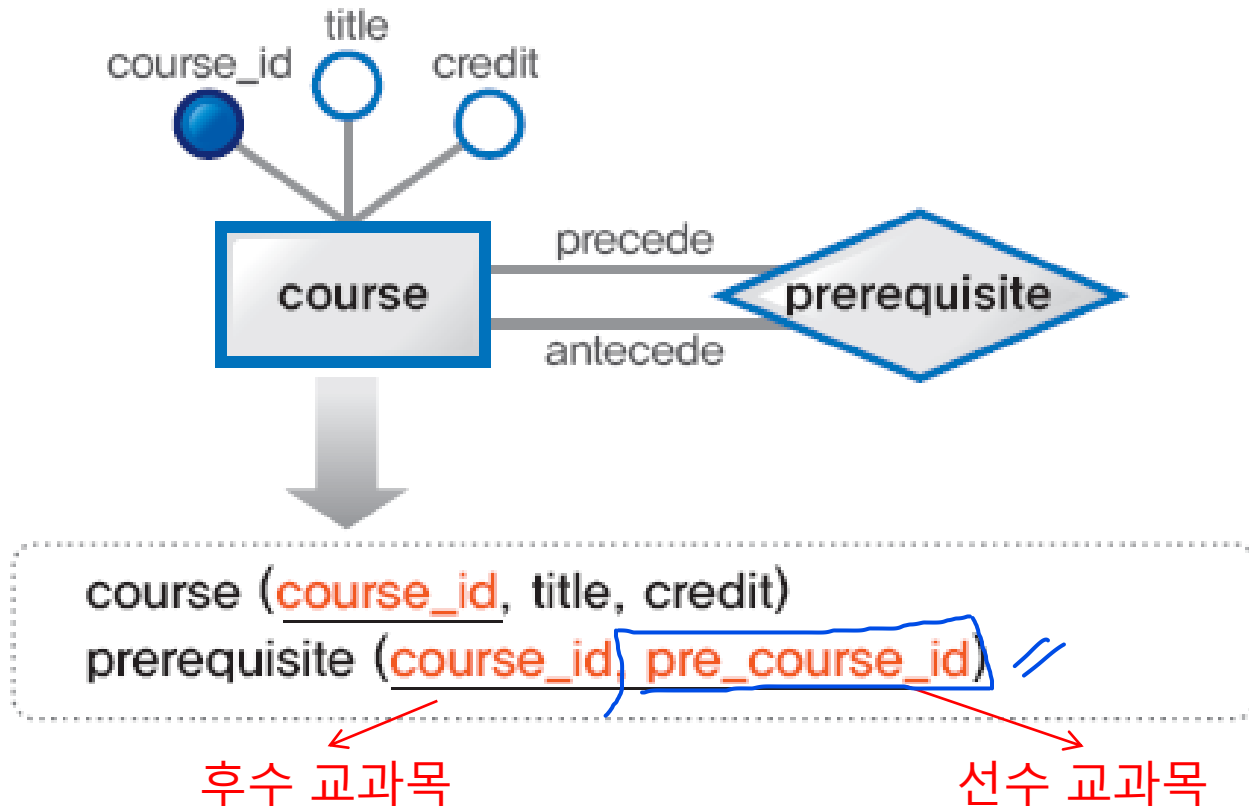 title
course_id
credit
precede
course
prerequisite
antecede
course (course_id, title, credit)
prerequisite (course_id, pre_course_id)
후수 교과목
선수 교과목